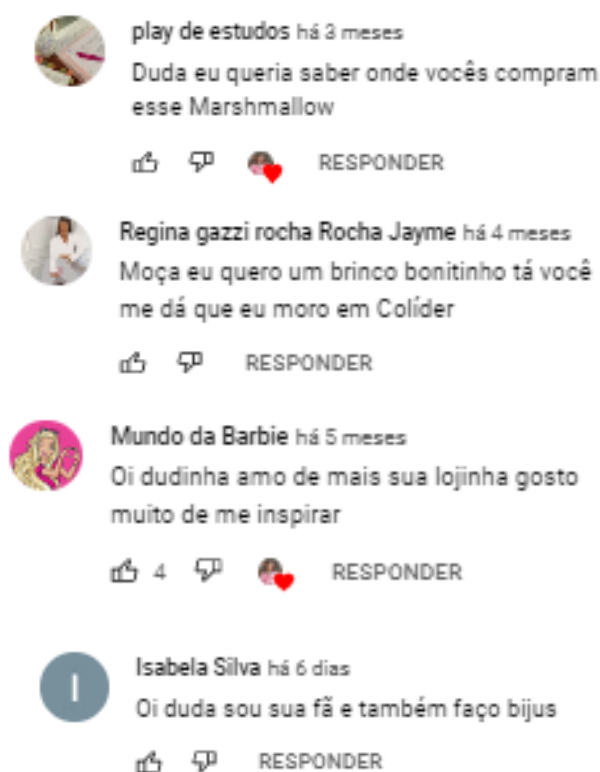 play de estudos há 3 meses
Duda eu queria saber onde vocês compram
esse Marshmallow
RESPONDER
Regina gazzi rocha Rocha Jayme há 4 meses
Moça eu quero um brinco bonitinho tá você
me dá que eu moro em Colíder
RESPONDER
Mundo da Barbie há 5 meses
Oi dudinha amo de mais sua lojinha gosto
muito de me inspirar
4 RESPONDER
I
Isabela Silva há 6 dias
Oi duda sou sua fã e também faço bijus
RESPONDER